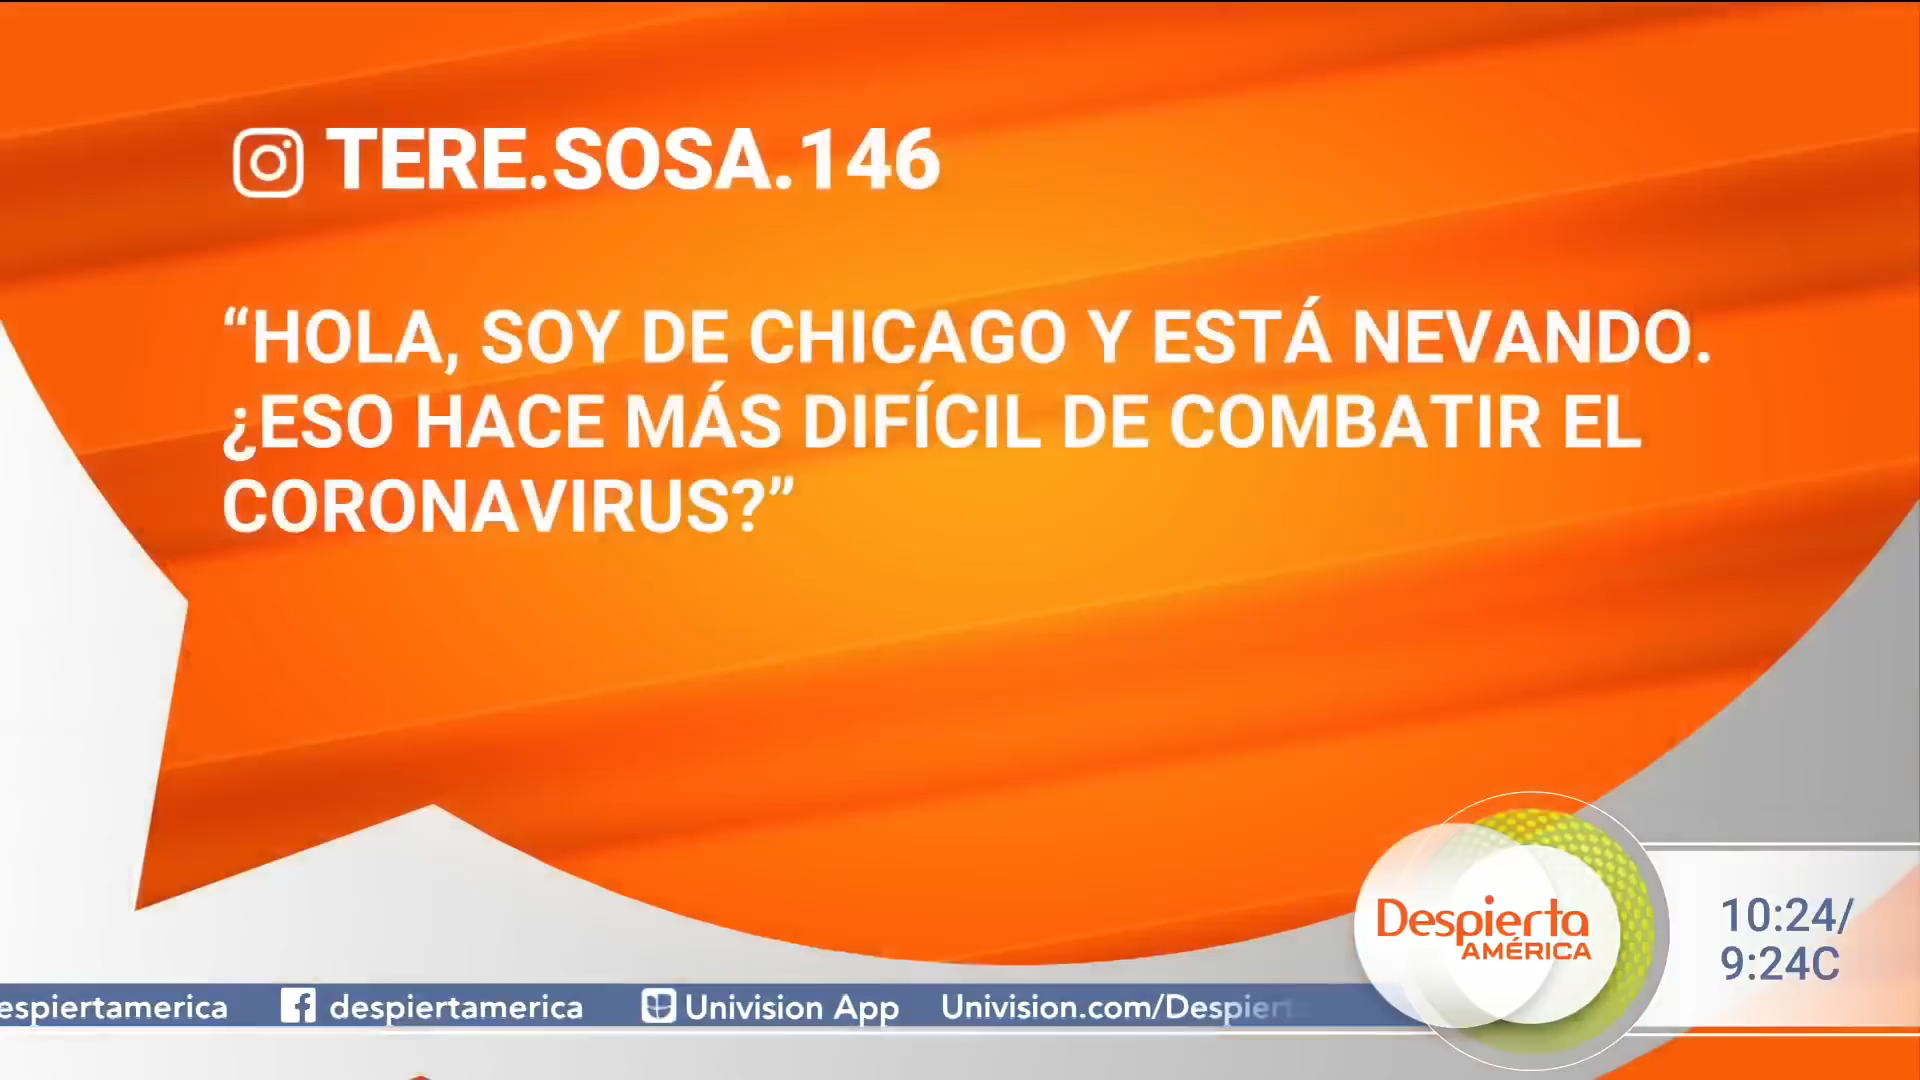 TERE.SOSA.146
“HOLA, SOY DE CHICAGO Y ESTÁ NEVANDO.
¿ESO HACE MÁS DIFÍCIL DE COMBATIR EL
CORONAVIRUS?”
Despierta
AMÉRICA
10:24/
9:24C
espiertamerica despiertamerica Univision App Univision.com/Despiert